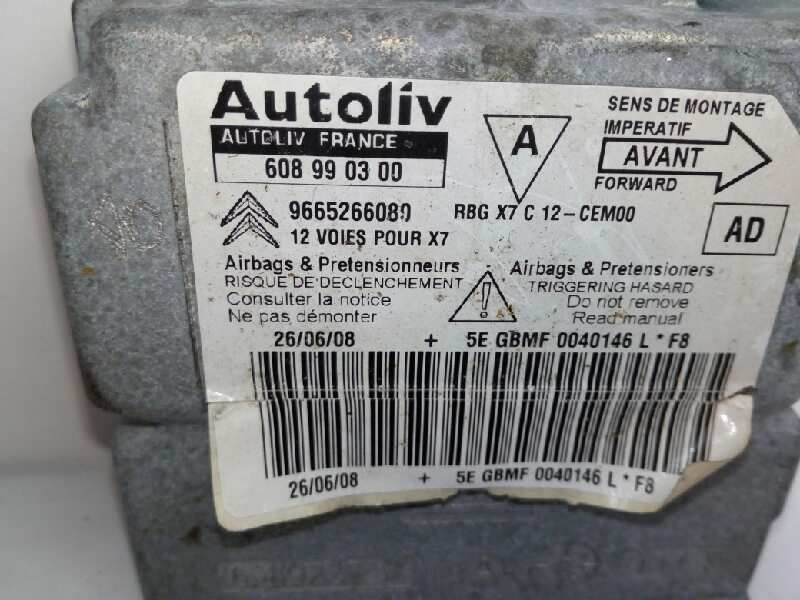 Autoliv
AUTOLIV FRANCE
608 99 03 00
A
SENS DE MONTAGE
IMPERATIF
AVANT
FORWARD
9665266080
RBG X7 C 12-CEM00
12 VOIES POUR X7
AD
Airbags & Pretensionneurs
RISQUE DE DECLENCHEMENT
Consulter la notice
Ne pas démonter
!
Airbags & Pretensioners
TRIGGERING HASARD
Do not remove
Read manual
26/06/08 + 5E GBMF 0040146 L * F8
26/06/08 + 5E GBMF 0040146 L * F8